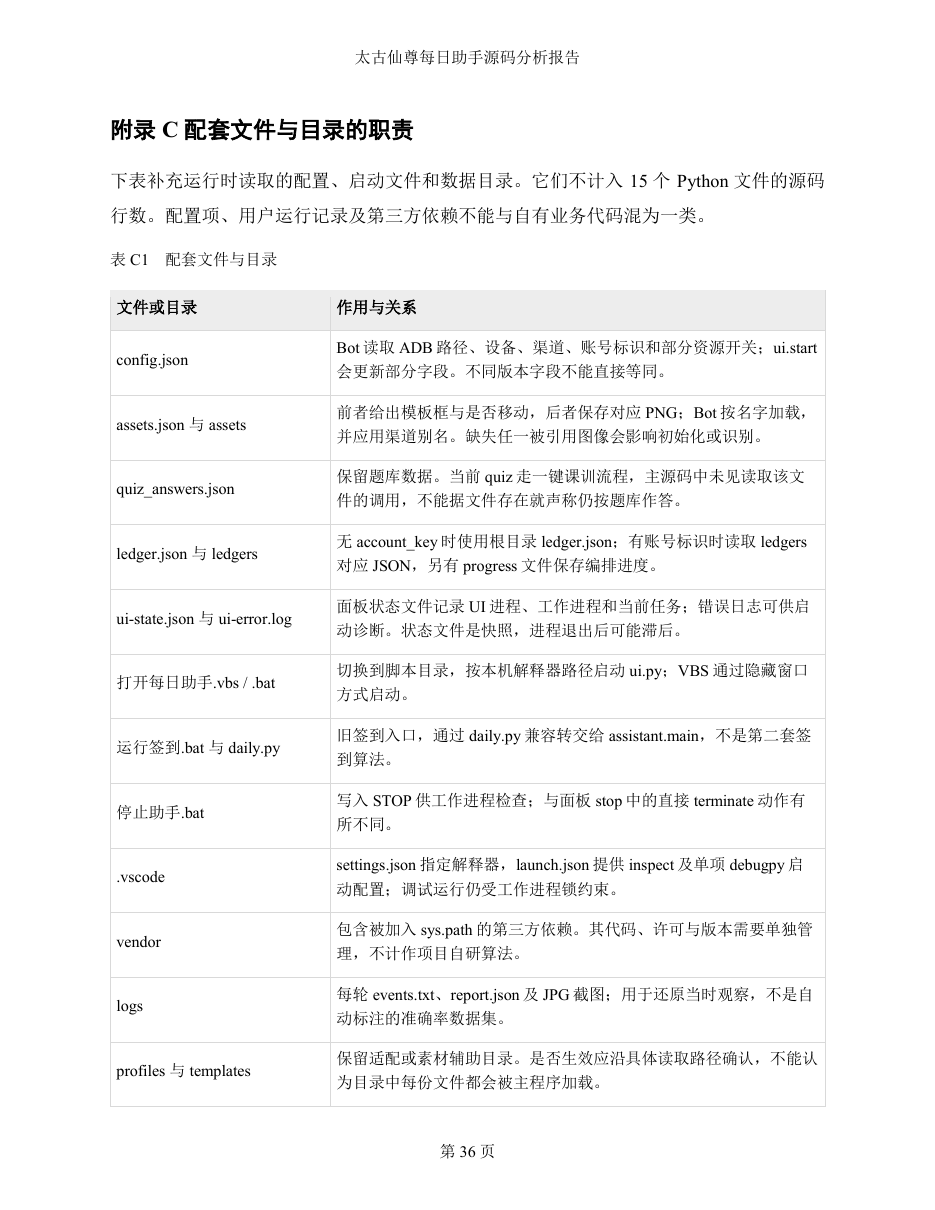 太古仙尊每日助手源码分析报告
附录 C 配套文件与目录的职责
下表补充运行时读取的配置、启动文件和数据目录。它们不计入 15 个 Python 文件的源码
行数。配置项、用户运行记录及第三方依赖不能与自有业务代码混为一类。
表 C1 配套文件与目录
文件或目录
作用与关系
config.json
Bot 读取 ADB 路径、设备、渠道、账号标识和部分资源开关；ui.start
会更新部分字段。不同版本字段不能直接等同。
assets.json 与 assets
前者给出模板框与是否移动，后者保存对应 PNG；Bot 按名字加载，
并应用渠道别名。缺失任一被引用图像会影响初始化或识别。
quiz_answers.json
保留题库数据。当前 quiz 走一键课训流程，主源码中未见读取该文
件的调用，不能据文件存在就声称仍按题库作答。
ledger.json 与 ledgers
无 account_key 时使用根目录 ledger.json；有账号标识时读取 ledgers
对应 JSON，另有 progress 文件保存编排进度。
ui-state.json 与 ui-error.log
面板状态文件记录 UI 进程、工作进程和当前任务；错误日志可供启
动诊断。状态文件是快照，进程退出后可能滞后。
打开每日助手.vbs / .bat
切换到脚本目录，按本机解释器路径启动 ui.py；VBS 通过隐藏窗口
方式启动。
运行签到.bat 与 daily.py
旧签到入口，通过 daily.py 兼容转交给 assistant.main，不是第二套签
到算法。
停止助手.bat
写入 STOP 供工作进程检查；与面板 stop 中的直接 terminate 动作有
所不同。
.vscode
settings.json 指定解释器，launch.json 提供 inspect 及单项 debugpy 启
动配置；调试运行仍受工作进程锁约束。
vendor
包含被加入 sys.path 的第三方依赖。其代码、许可与版本需要单独管
理，不计作项目自研算法。
logs
每轮 events.txt、report.json 及 JPG 截图；用于还原当时观察，不是自
动标注的准确率数据集。
profiles 与 templates
保留适配或素材辅助目录。是否生效应沿具体读取路径确认，不能认
为目录中每份文件都会被主程序加载。
第 36 页